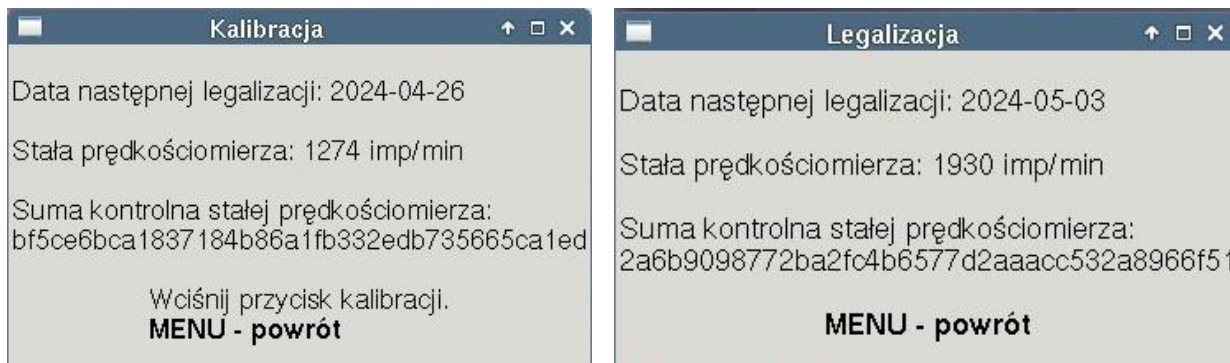 Kalibracja
Data następnej legalizacji: 2024-04-26
Stała prędkościomierza: 1274 imp/min
Suma kontrolna stałej prędkościomierza:
bf5ce6bca1837184b86a1fb332edb735665ca1ed
Wciśnij przycisk kalibracji.
MENU - powrót
Legalizacja
Data następnej legalizacji: 2024-05-03
Stała prędkościomierza: 1930 imp/min
Suma kontrolna stałej prędkościomierza:
2a6b9098772ba2fc4b6577d2aaacc532a8966f51
MENU - powrót